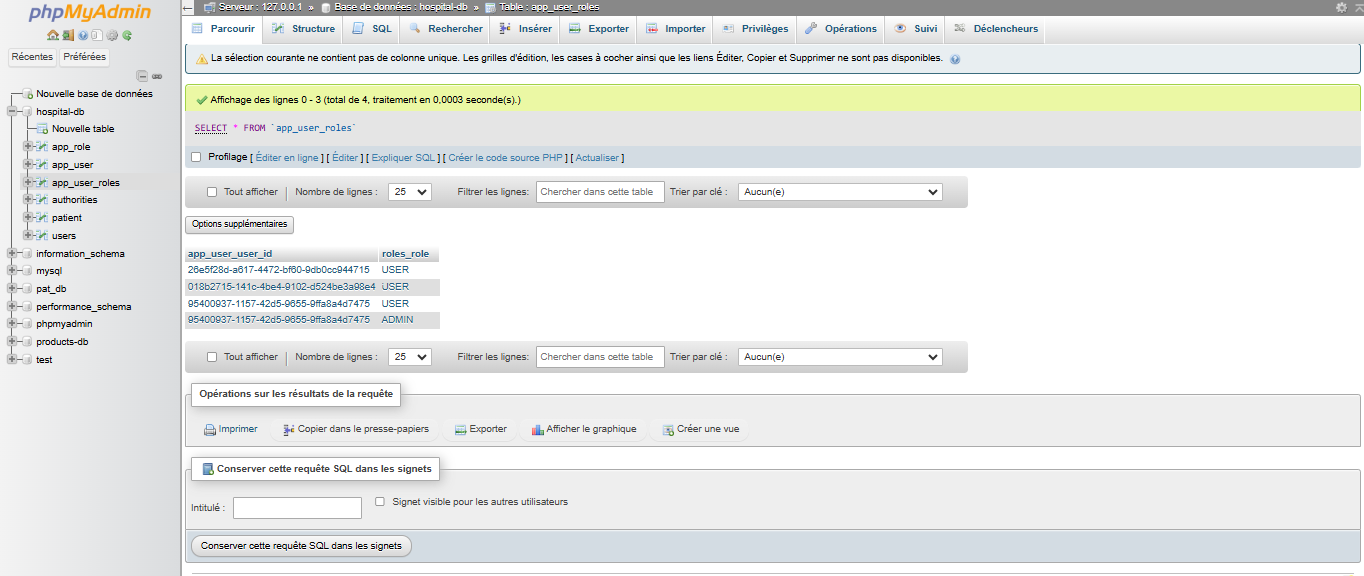 phpMyAdmin
Serveur : 127.0.0.1 » Base de données : hospital-db » Table : app_user_roles
Parcourir Structure SQL Rechercher Insérer Exporter Importer Privilèges Opérations Suivi Déclencheurs
Récentes Préférées
Nouvelle base de données
hospital-db
Nouvelle table
app_role
app_user
app_user_roles
authorities
patient
users
information_schema
mysql
pat_db
performance_schema
phpmyadmin
products-db
test
La sélection courante ne contient pas de colonne unique. Les grilles d'édition, les cases à cocher ainsi que les liens Éditer, Copier et Supprimer ne sont pas disponibles.
Affichage des lignes 0 - 3 (total de 4, traitement en 0,0003 seconde(s).)
SELECT * FROM `app_user_roles`
Profilage [ Éditer en ligne ] [ Éditer ] [ Expliquer SQL ] [ Créer le code source PHP ] [ Actualiser ]
Tout afficher Nombre de lignes : 25 Filtrer les lignes: Chercher dans cette table Trier par clé : Aucun(e)
Options supplémentaires
app_user_user_id roles_role
26e5f28d-a617-4472-bf60-9db0cc944715 USER
018b2715-141c-4be4-9102-d524be3a98e4 USER
95400937-1157-42d5-9655-9ffa8a4d7475 USER
95400937-1157-42d5-9655-9ffa8a4d7475 ADMIN
Tout afficher Nombre de lignes : 25 Filtrer les lignes: Chercher dans cette table Trier par clé : Aucun(e)
Opérations sur les résultats de la requête
Imprimer Copier dans le presse-papiers Exporter Afficher le graphique Créer une vue
Conserver cette requête SQL dans les signets
Intitulé : Signet visible pour les autres utilisateurs
Conserver cette requête SQL dans les signets